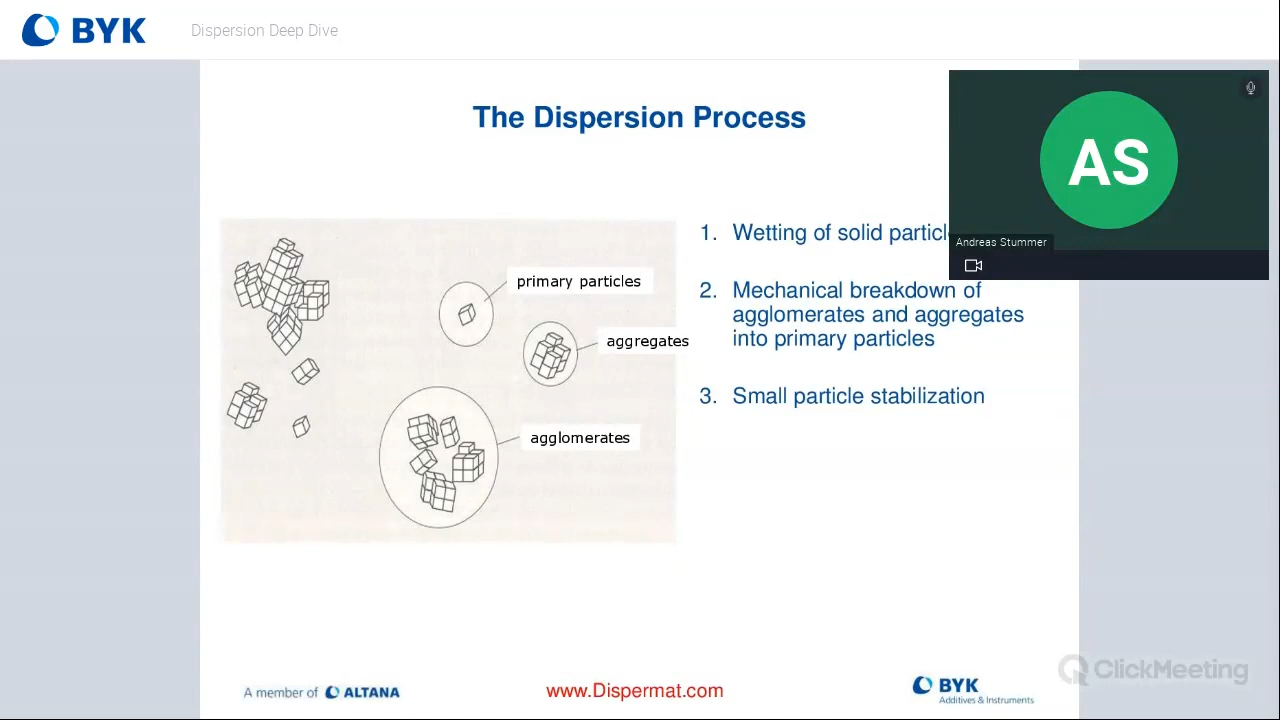 BYK
Dispersion Deep Dive
The Dispersion Process
AS
Andreas Stummer
primary particles
aggregates
agglomerates
1. Wetting of solid
2. Mechanical breakdown of
agglomerates and aggregates
into primary particles
3. Small particle stabilization
A member of ALTANA
www.Dispermat.com
BYK
Additives & Instruments
ClickMeeting